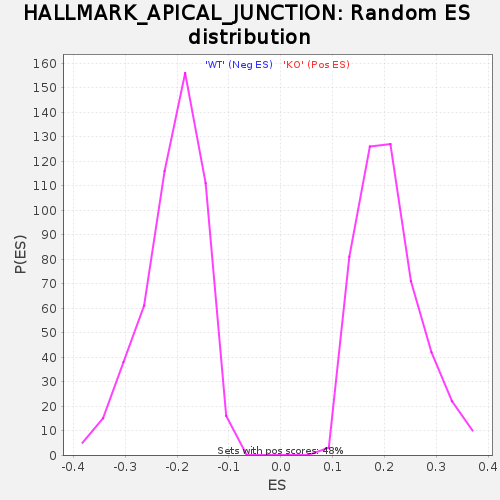 HALLMARK_APICAL_JUNCTION: Random ES
distribution
'WT' (Neg ES) 'KO' (Pos ES)
160
150
140
130
120
110
100
90
80
70
60
50
40
30
20
10
0
P(ES)
Sets with pos scores: 48%
-0.4 -0.3 -0.2 -0.1 0.0 0.1 0.2 0.3 0.4
ES